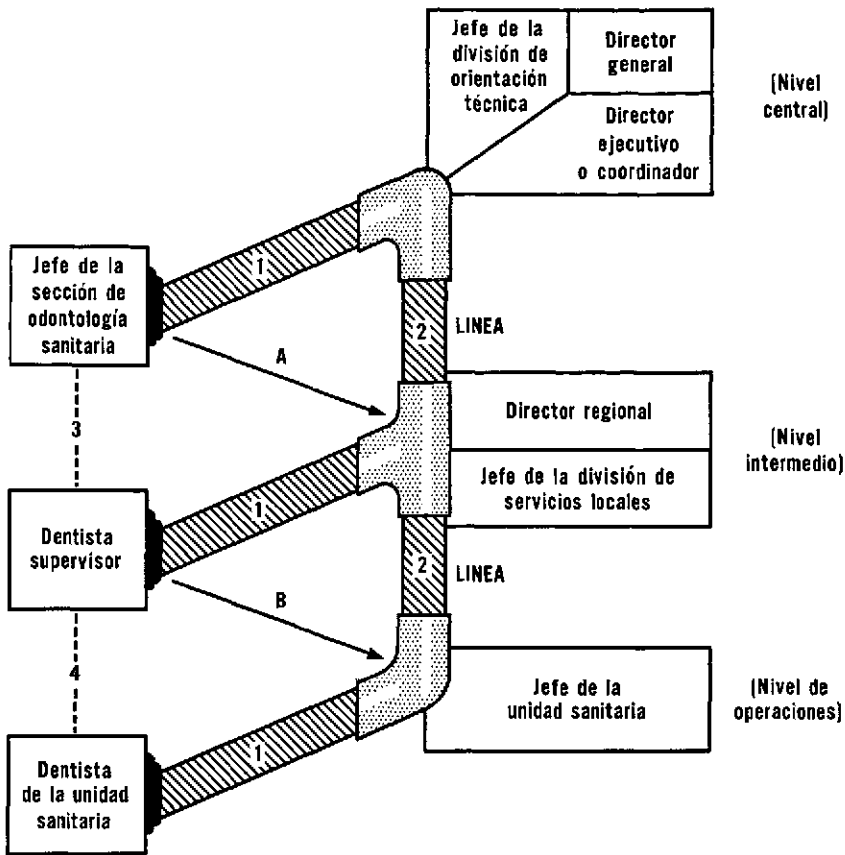 Jefe de la
división de
orientación
técnica
Director
general
Director
ejecutivo
o coordinador
(Nivel
central)
1
Jefe de la
sección de
odontología
sanitaria
2
LINEA
A
3
Director regional
Jefe de la división de
servicios locales
(Nivel
intermedio)
1
Dentista
supervisor
2
LINEA
B
4
Jefe de la
unidad sanitaria
(Nivel de
operaciones)
1
Dentista
de la unidad
sanitaria